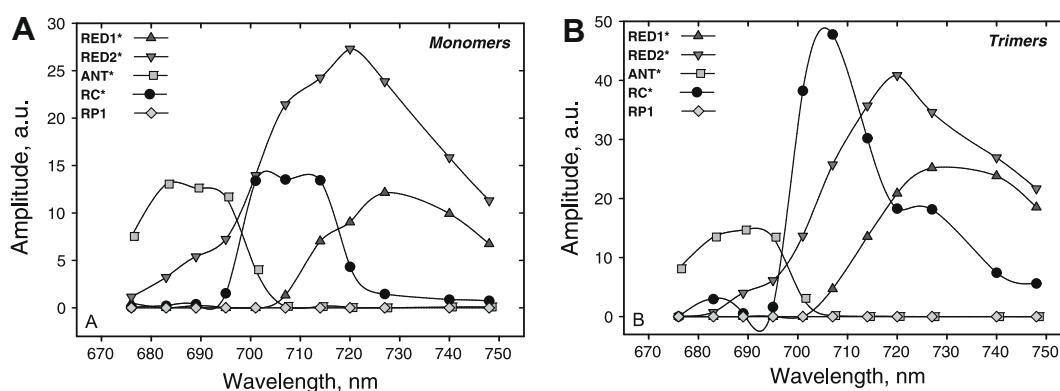 A
Amplitude, a.u.
30
25
20
15
10
5
0
RED1*
RED2*
ANT*
RC*
RP1
Monomers
A
670 680 690 700 710 720 730 740 750
Wavelength, nm
B
Amplitude, a.u.
50
40
30
20
10
0
RED1*
RED2*
ANT*
RC*
RP1
Trimers
B
670 680 690 700 710 720 730 740 750
Wavelength, nm